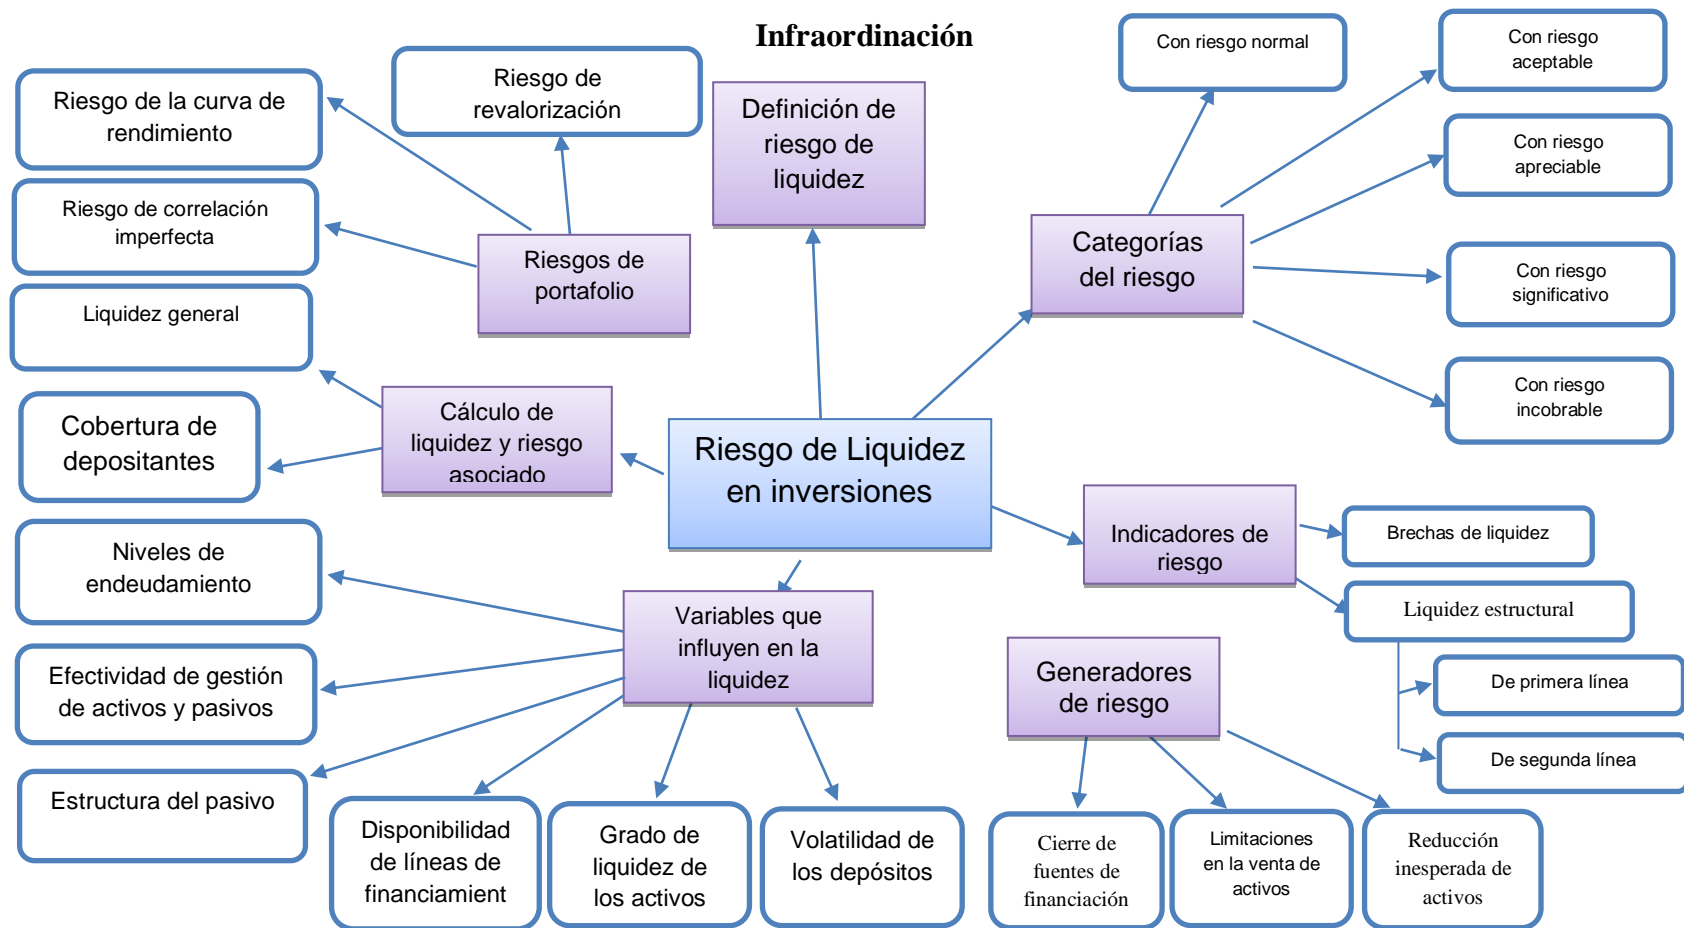 Infraordinación
Riesgo de la curva de
rendimiento
Riesgo de
revalorización
Definición de
riesgo de
liquidez
Con riesgo normal
Con riesgo
aceptable
Con riesgo
apreciable
Riesgo de correlación
imperfecta
Riesgos de
portafolio
Categorías
del riesgo
Con riesgo
significativo
Liquidez general
Con riesgo
incobrable
Cobertura de
depositantes
Cálculo de
liquidez y riesgo
asociado
Riesgo de Liquidez
en inversiones
Indicadores de
riesgo
Brechas de liquidez
Niveles de
endeudamiento
Variables que
influyen en la
liquidez
Liquidez estructural
Efectividad de gestión
de activos y pasivos
Generadores
de riesgo
De primera línea
De segunda línea
Estructura del pasivo
Disponibilidad
de líneas de
financiamient
Grado de
liquidez de
los activos
Volatilidad de
los depósitos
Cierre de
fuentes de
financiación
Limitaciones
en la venta de
activos
Reducción
inesperada de
activos